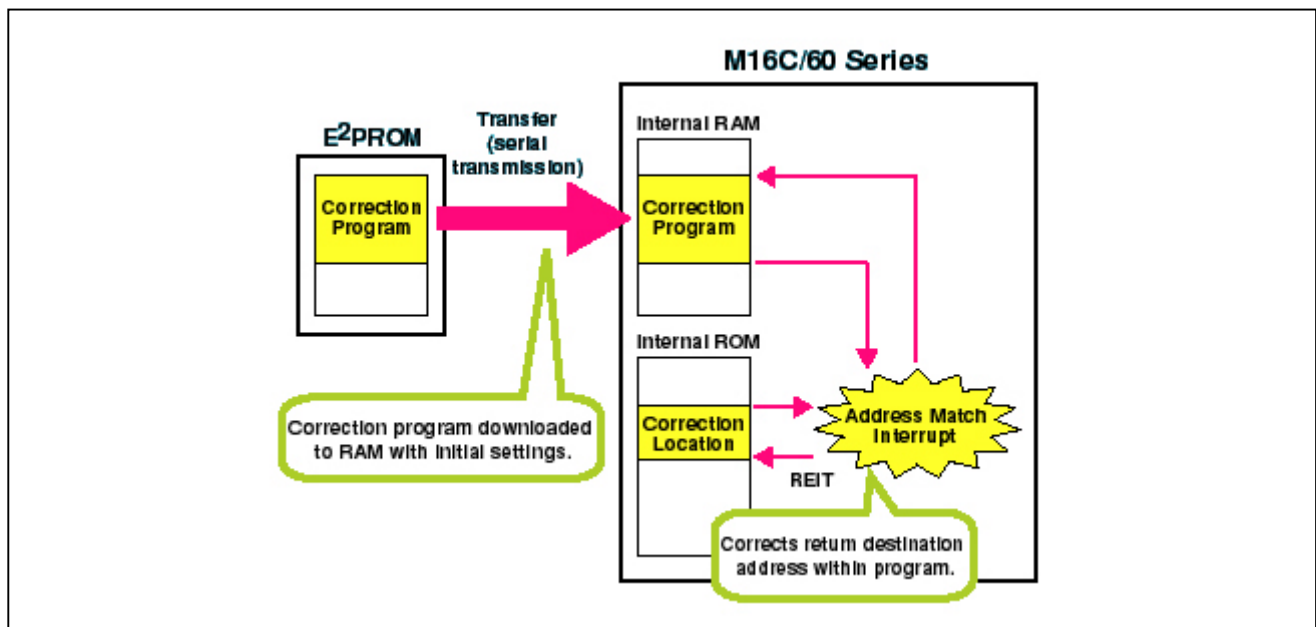 M16C/60 Series
E²PROM
Transfer
(serial
transmission)
Correction
Program
Internal RAM
Correction
Program
Internal ROM
Correction
Location
Address Match
Interrupt
REIT
Correction program downloaded
to RAM with initial settings.
Corrects return destination
address within program.